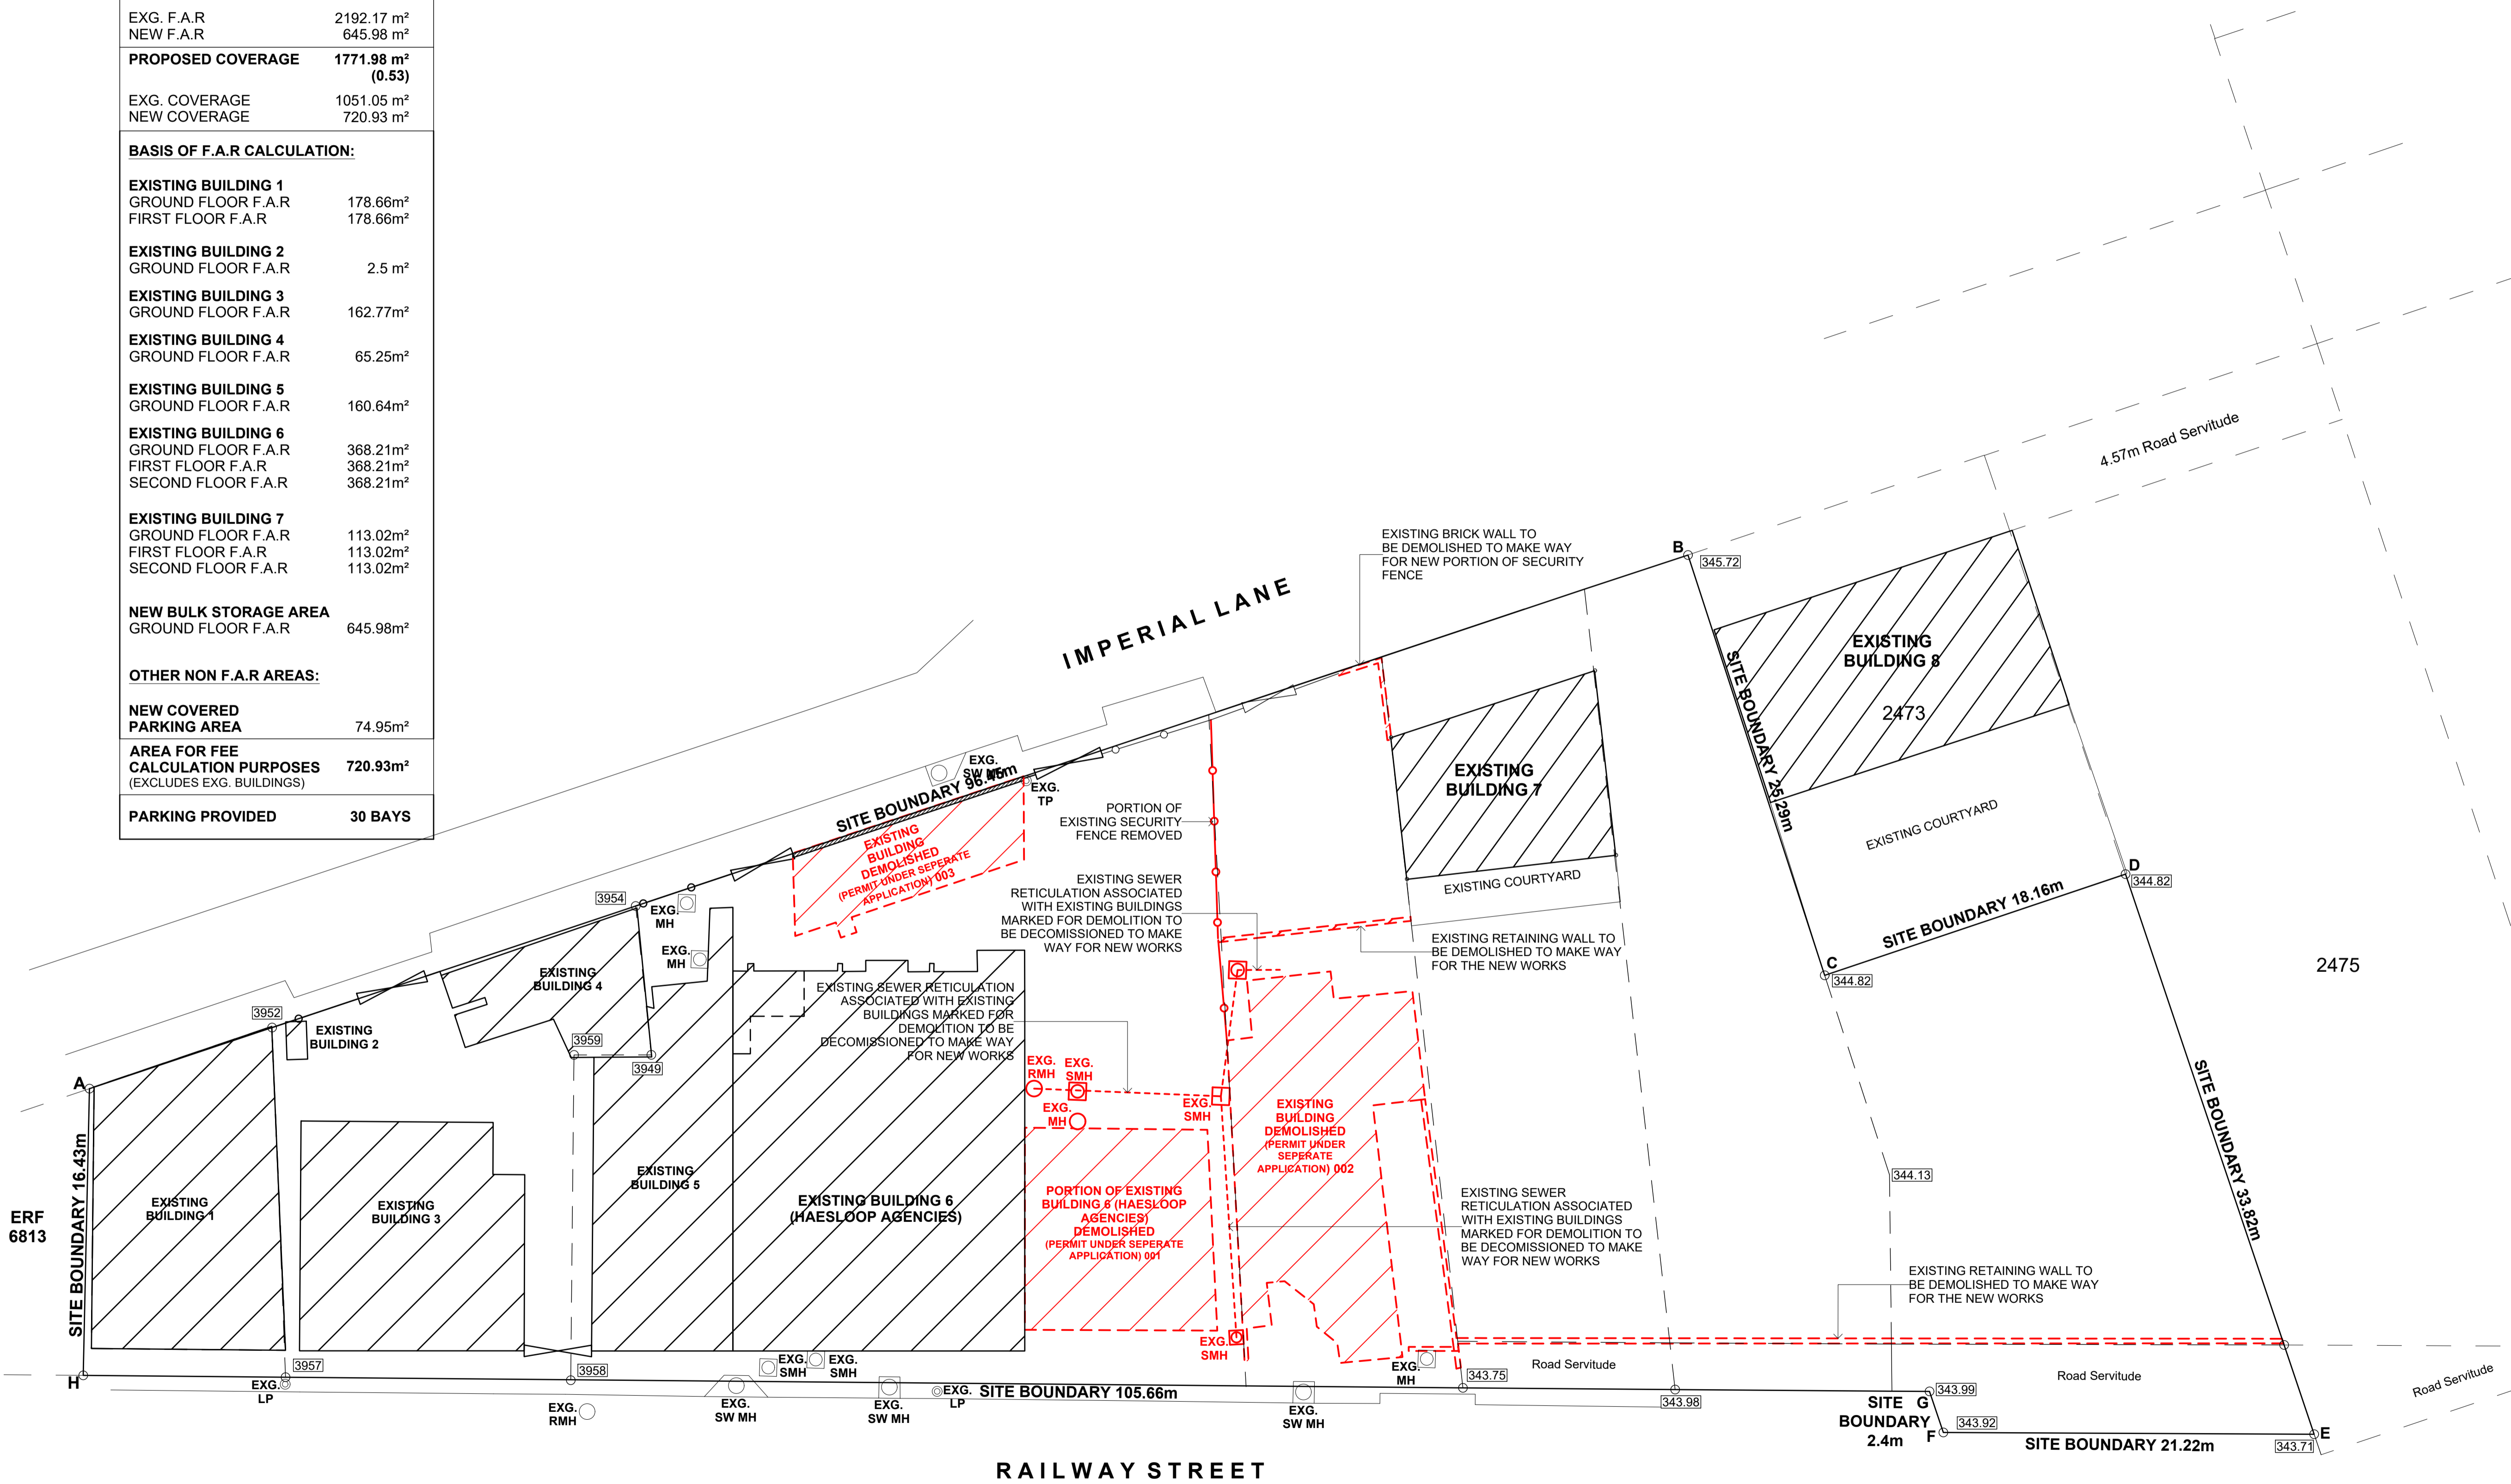 EXG. F.A.R 2192.17 m²
NEW F.A.R 645.98 m²
PROPOSED COVERAGE 1771.98 m²
(0.53)
EXG. COVERAGE 1051.05 m²
NEW COVERAGE 720.93 m²
BASIS OF F.A.R CALCULATION:
EXISTING BUILDING 1
GROUND FLOOR F.A.R 178.66m²
FIRST FLOOR F.A.R 178.66m²
EXISTING BUILDING 2
GROUND FLOOR F.A.R 2.5 m²
EXISTING BUILDING 3
GROUND FLOOR F.A.R 162.77m²
EXISTING BUILDING 4
GROUND FLOOR F.A.R 65.25m²
EXISTING BUILDING 5
GROUND FLOOR F.A.R 160.64m²
EXISTING BUILDING 6
GROUND FLOOR F.A.R 368.21m²
FIRST FLOOR F.A.R 368.21m²
SECOND FLOOR F.A.R 368.21m²
EXISTING BUILDING 7
GROUND FLOOR F.A.R 113.02m²
FIRST FLOOR F.A.R 113.02m²
SECOND FLOOR F.A.R 113.02m²
NEW BULK STORAGE AREA
GROUND FLOOR F.A.R 645.98m²
OTHER NON F.A.R AREAS:
NEW COVERED
PARKING AREA 74.95m²
AREA FOR FEE
CALCULATION PURPOSES 720.93m²
(EXCLUDES EXG. BUILDINGS)
PARKING PROVIDED 30 BAYS
IMPERIAL LANE
4.57m Road Servitude
EXISTING BRICK WALL TO
BE DEMOLISHED TO MAKE WAY
FOR NEW PORTION OF SECURITY
FENCE
B
345.72
EXISTING
BUILDING 8
2473
SITE BOUNDARY 25.29m
EXISTING COURTYARD
D
344.82
SITE BOUNDARY 18.16m
C
344.82
2475
EXISTING
BUILDING 7
EXISTING COURTYARD
EXG.
SW MH
SITE BOUNDARY 96.45m
EXG.
TP
EXISTING
BUILDING
DEMOLISHED
(PERMIT UNDER SEPERATE
APPLICATION) 003
PORTION OF
EXISTING SECURITY
FENCE REMOVED
EXISTING SEWER
RETICULATION ASSOCIATED
WITH EXISTING BUILDINGS
MARKED FOR DEMOLITION TO
BE DECOMISSIONED TO MAKE
WAY FOR NEW WORKS
EXISTING RETAINING WALL TO
BE DEMOLISHED TO MAKE WAY
FOR THE NEW WORKS
3954
EXG.
MH
EXG.
MH
EXISTING
BUILDING 4
3952
EXISTING
BUILDING 2
3959
3949
EXISTING SEWER RETICULATION
ASSOCIATED WITH EXISTING
BUILDINGS MARKED FOR
DEMOLITION TO BE
DECOMISSIONED TO MAKE WAY
FOR NEW WORKS
EXG.
RMH
EXG.
SMH
EXG.
MH
EXG.
SMH
EXISTING
BUILDING
DEMOLISHED
(PERMIT UNDER
SEPERATE
APPLICATION) 002
A
SITE BOUNDARY 16.43m
ERF
6813
EXISTING
BUILDING 1
EXISTING
BUILDING 3
EXISTING
BUILDING 5
EXISTING BUILDING 6
(HAESLOOP AGENCIES)
PORTION OF EXISTING
BUILDING 6 (HAESLOOP
AGENCIES)
DEMOLISHED
(PERMIT UNDER SEPERATE
APPLICATION) 001
EXISTING SEWER
RETICULATION ASSOCIATED
WITH EXISTING BUILDINGS
MARKED FOR DEMOLITION TO
BE DECOMISSIONED TO MAKE
WAY FOR NEW WORKS
344.13
SITE BOUNDARY 33.82m
EXISTING RETAINING WALL TO
BE DEMOLISHED TO MAKE WAY
FOR THE NEW WORKS
EXG.
SMH
H
3957
EXG.
LP
3958
EXG.
RMH
EXG.
SMH
EXG.
SMH
EXG.
SW MH
EXG.
SW MH
EXG.
LP
SITE BOUNDARY 105.66m
EXG.
SW MH
EXG.
MH
343.75
Road Servitude
343.98
343.99
SITE G
BOUNDARY
2.4m
F
343.92
Road Servitude
SITE BOUNDARY 21.22m
E
343.71
Road Servitude
RAILWAY STREET